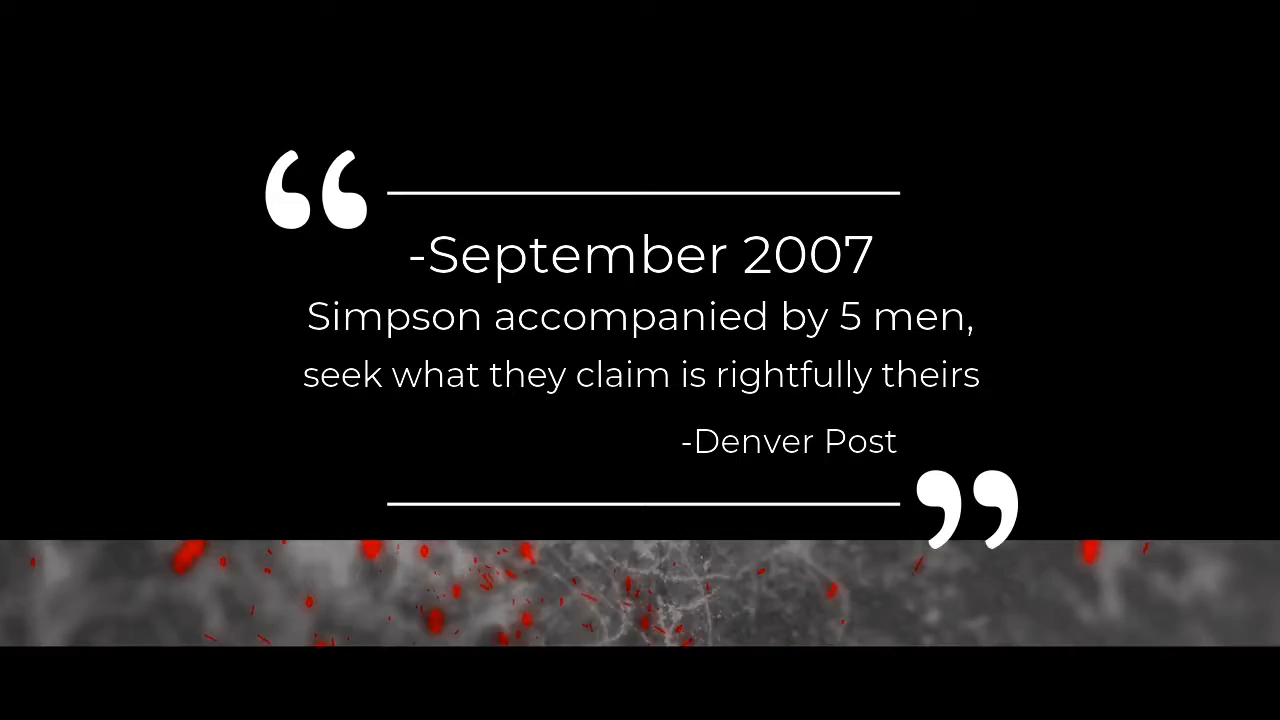 -September 2007
Simpson accompanied by 5 men,
seek what they claim is rightfully theirs
-Denver Post